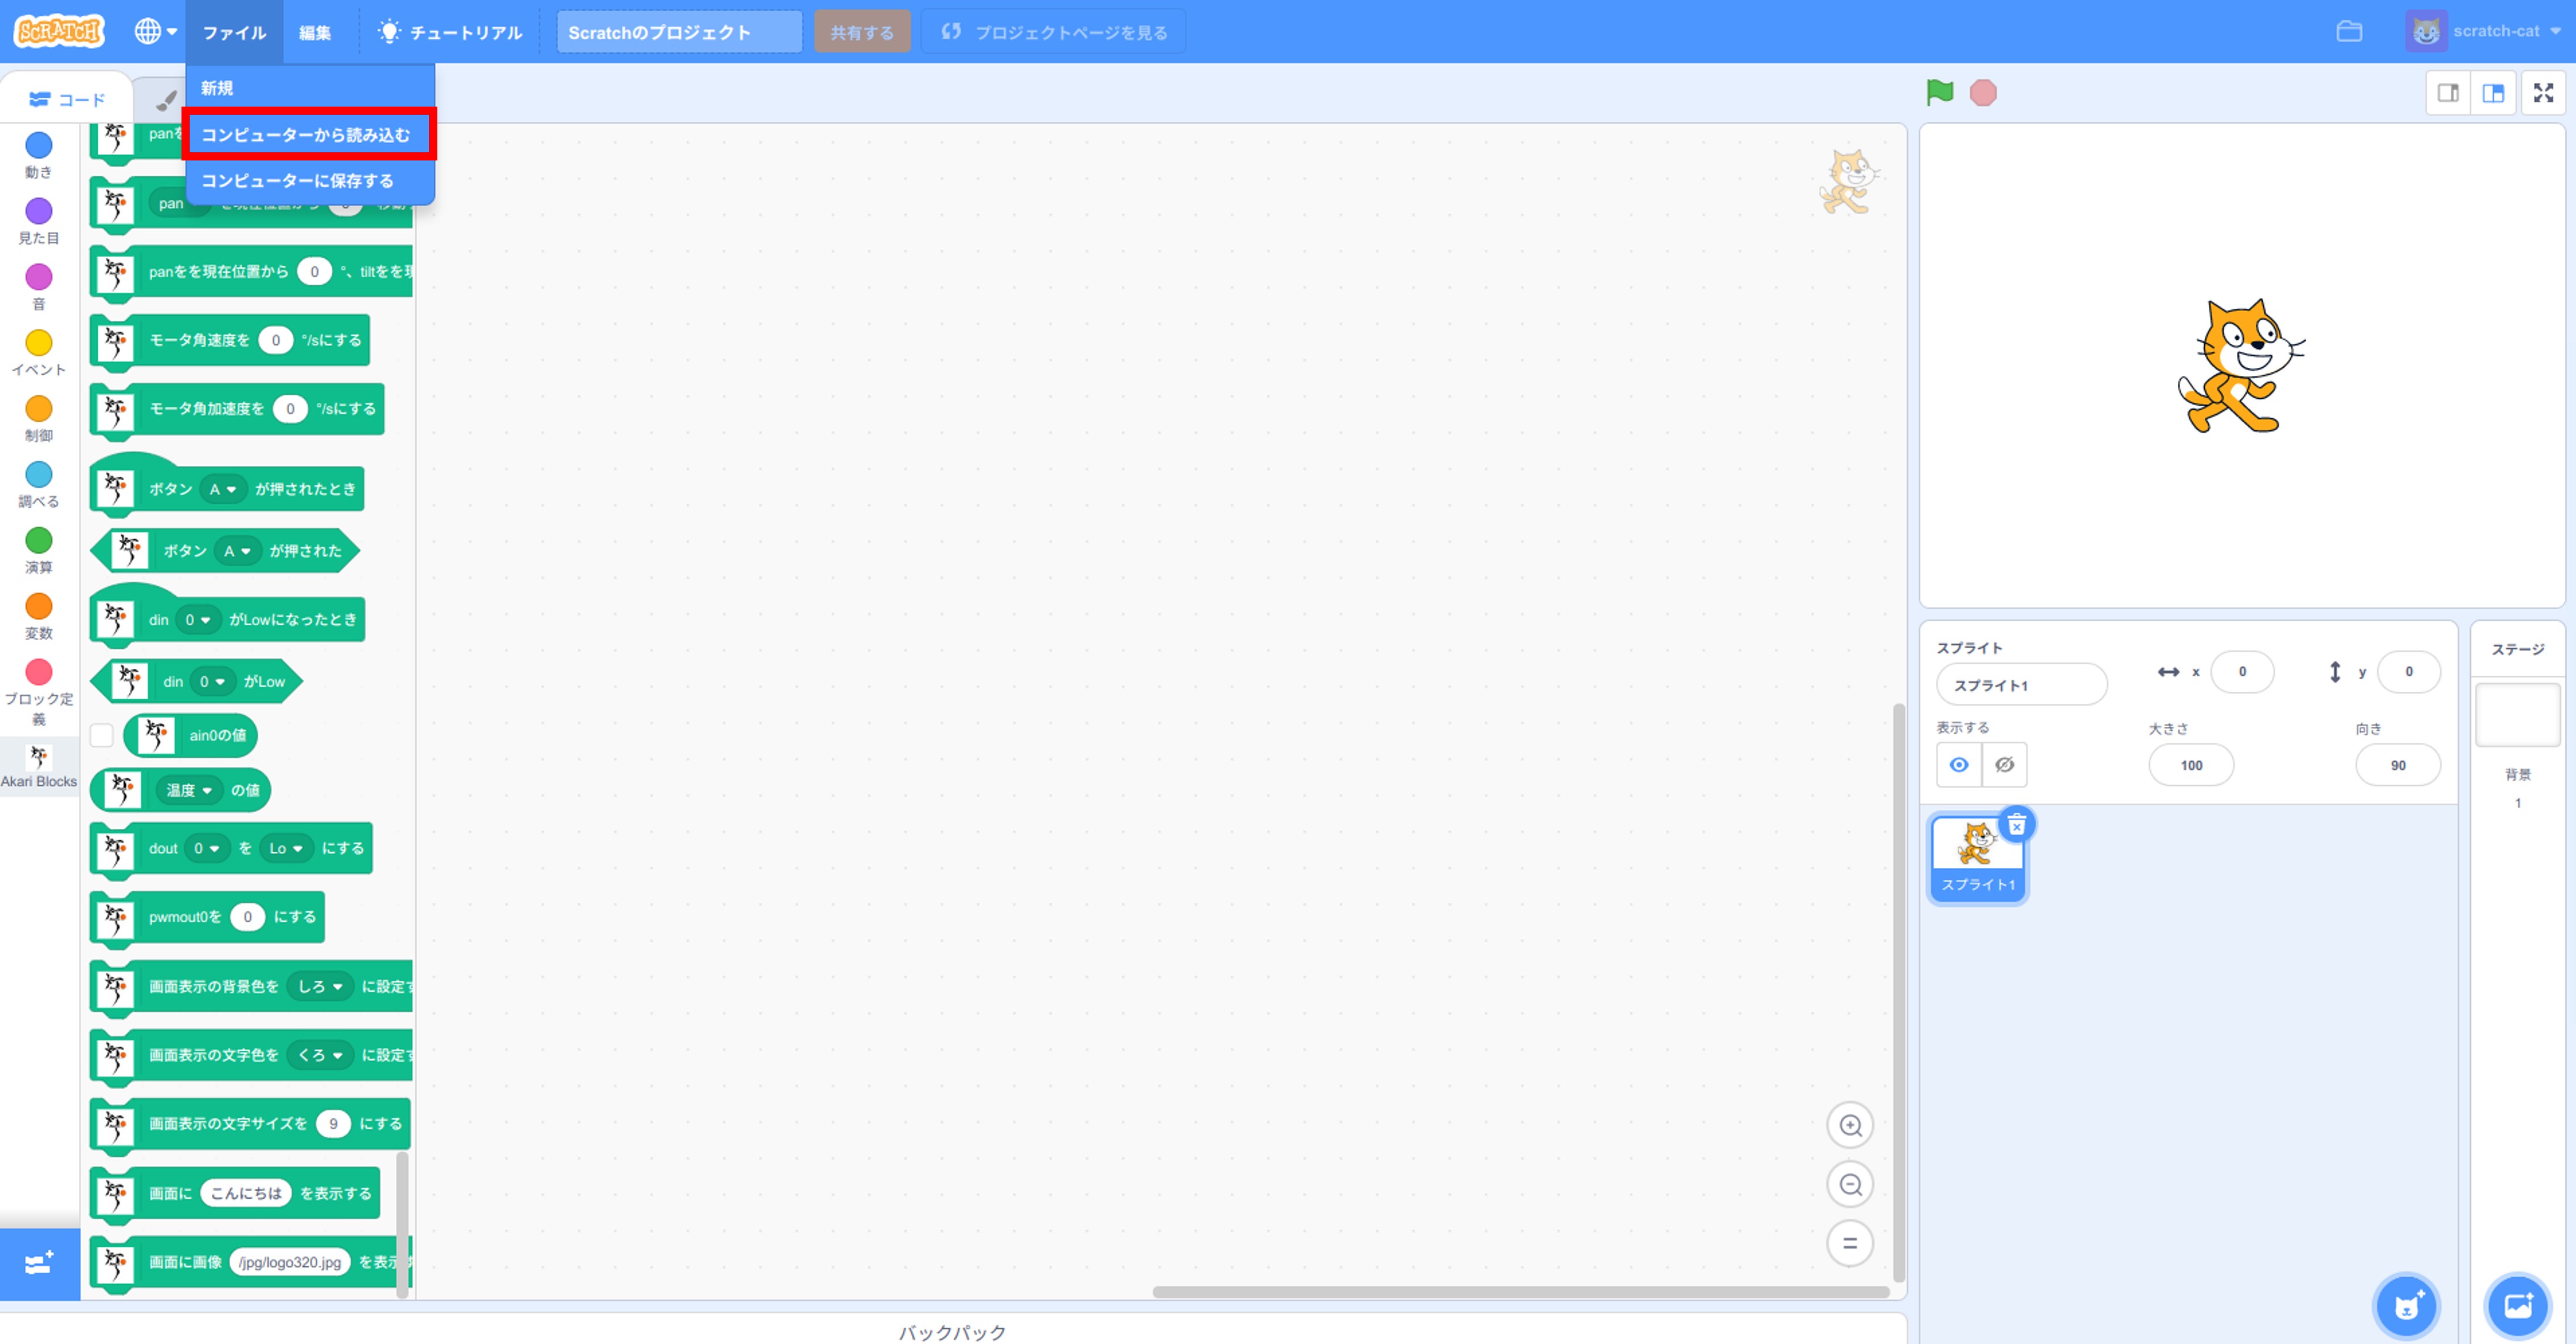 SCRATCH
ファイル
編集
チュートリアル
Scratchのプロジェクト
共有する
プロジェクトページを見る
scratch-cat
新規
コンピューターから読み込む
コンピューターに保存する
コード
動き
見た目
音
イベント
制御
調べる
演算
変数
ブロック定
義
Akari Blocks
pan
panをを現在位置から 0 °、tiltをを現
モータ角速度を 0 °/sにする
モータ角加速度を 0 °/sにする
ボタン A が押されたとき
ボタン A が押された
din 0 がLowになったとき
din 0 がLow
ain0の値
温度 の値
dout 0 を Lo にする
pwmout0を 0 にする
画面表示の背景色を しろ に設定す
画面表示の文字色を くろ に設定す
画面表示の文字サイズを 9 にする
画面に こんにちは を表示する
画面に画像 /jpg/logo320.jpg を表示
バックパック
スプライト
スプライト1
x 0
y 0
表示する
大きさ
100
向き
90
スプライト1
ステージ
背景
1